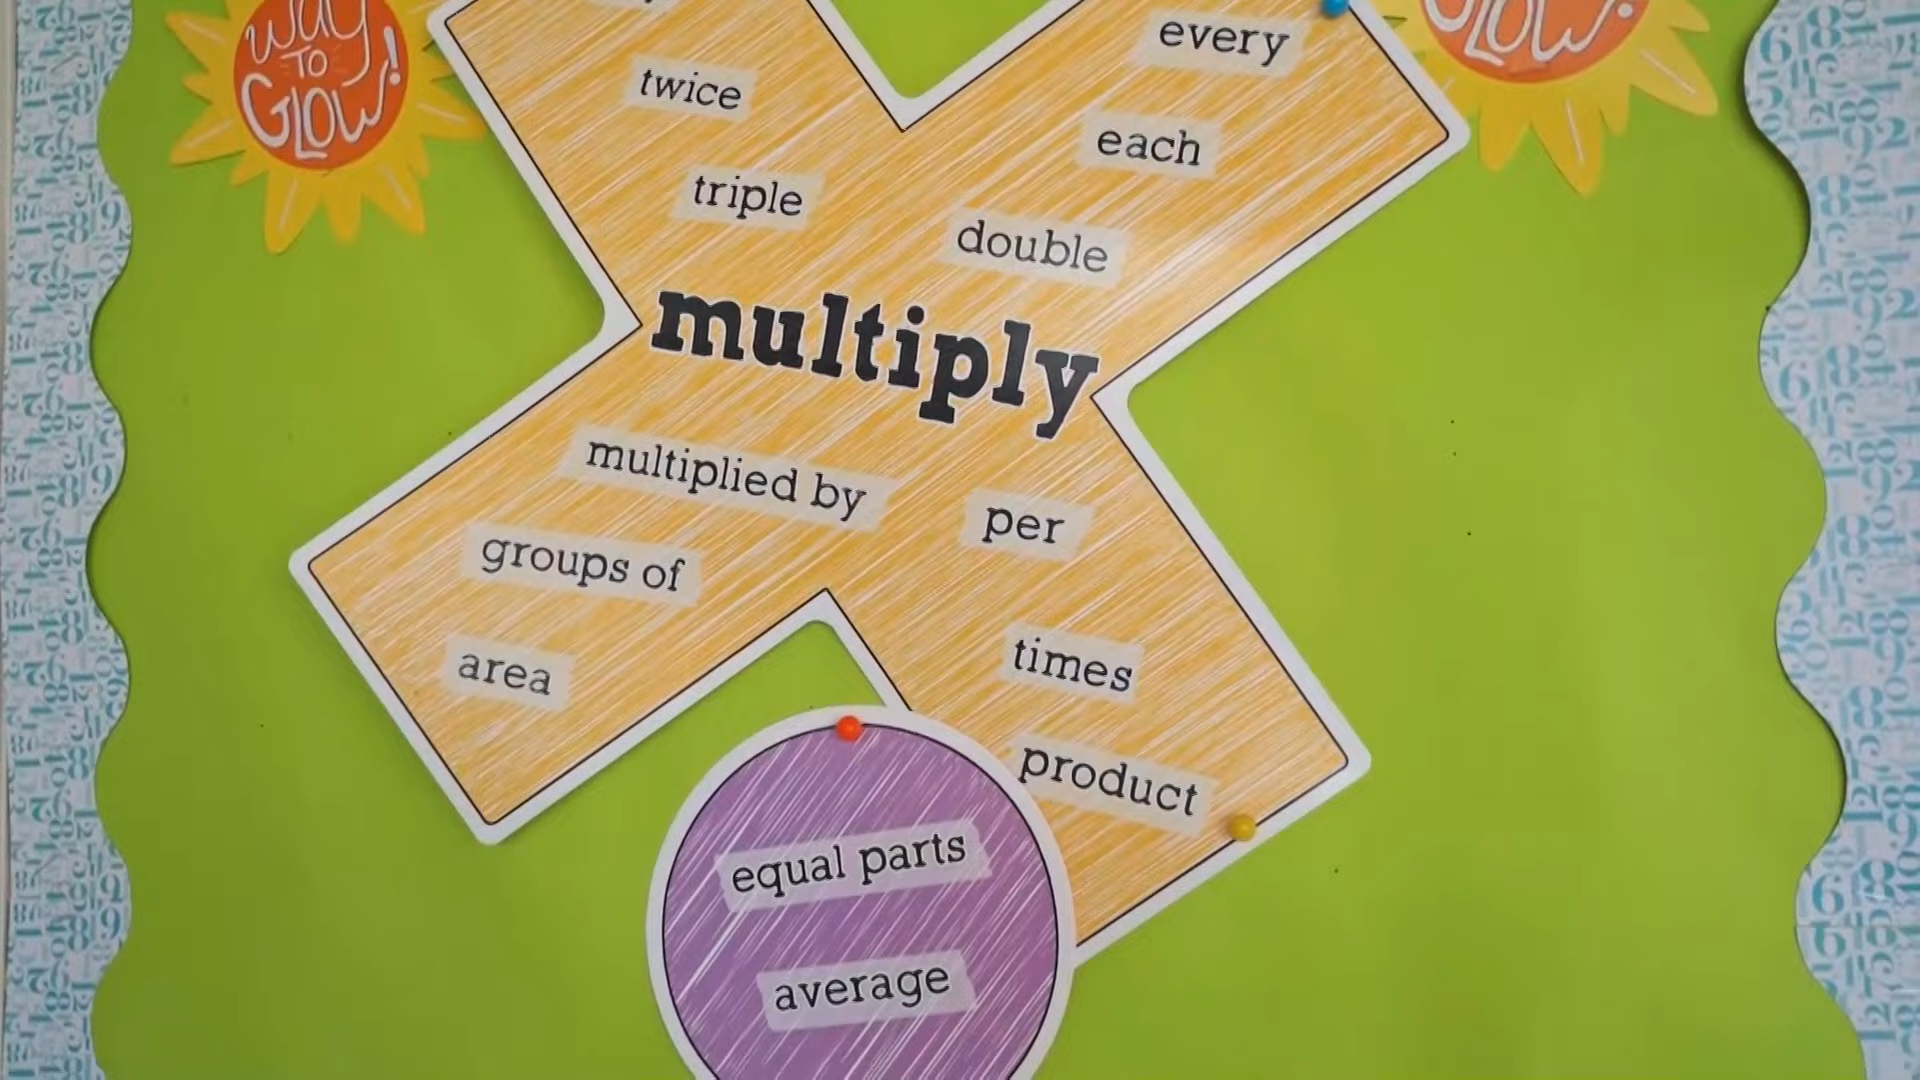 way
TO
GLOW!
GLOW!
every
twice
each
triple
double
multiply
multiplied by
per
groups of
times
area
product
equal parts
average